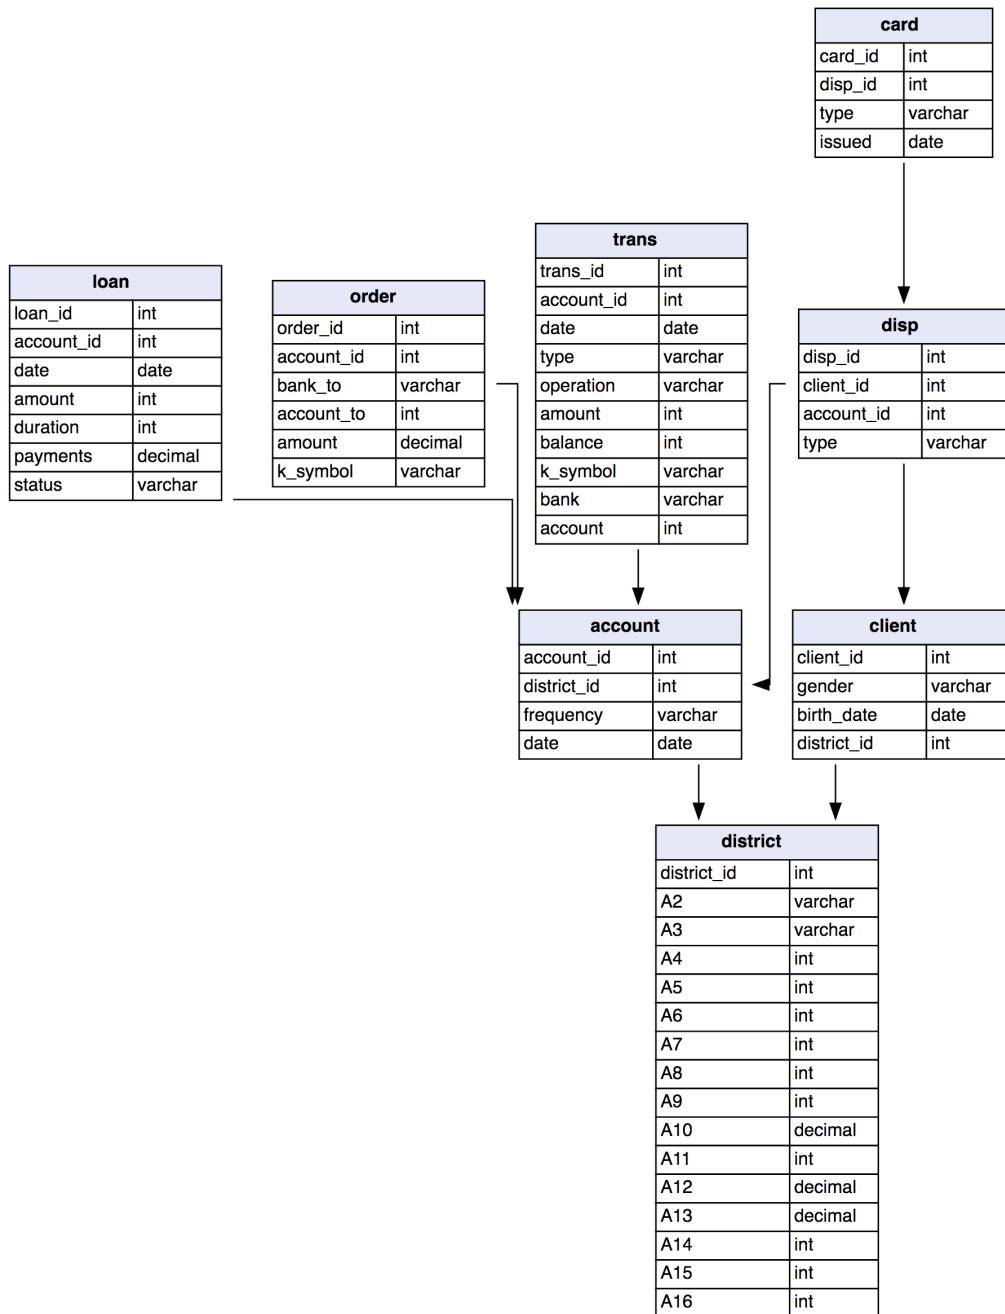 card
card_id int
disp_id int
type varchar
issued date
trans
trans_id int
account_id int
date date
type varchar
operation varchar
amount int
balance int
k_symbol varchar
bank varchar
account int
loan
loan_id int
account_id int
date date
amount int
duration int
payments decimal
status varchar
order
order_id int
account_id int
bank_to varchar
account_to int
amount decimal
k_symbol varchar
disp
disp_id int
client_id int
account_id int
type varchar
account
account_id int
district_id int
frequency varchar
date date
client
client_id int
gender varchar
birth_date date
district_id int
district
district_id int
A2 varchar
A3 varchar
A4 int
A5 int
A6 int
A7 int
A8 int
A9 int
A10 decimal
A11 int
A12 decimal
A13 decimal
A14 int
A15 int
A16 int